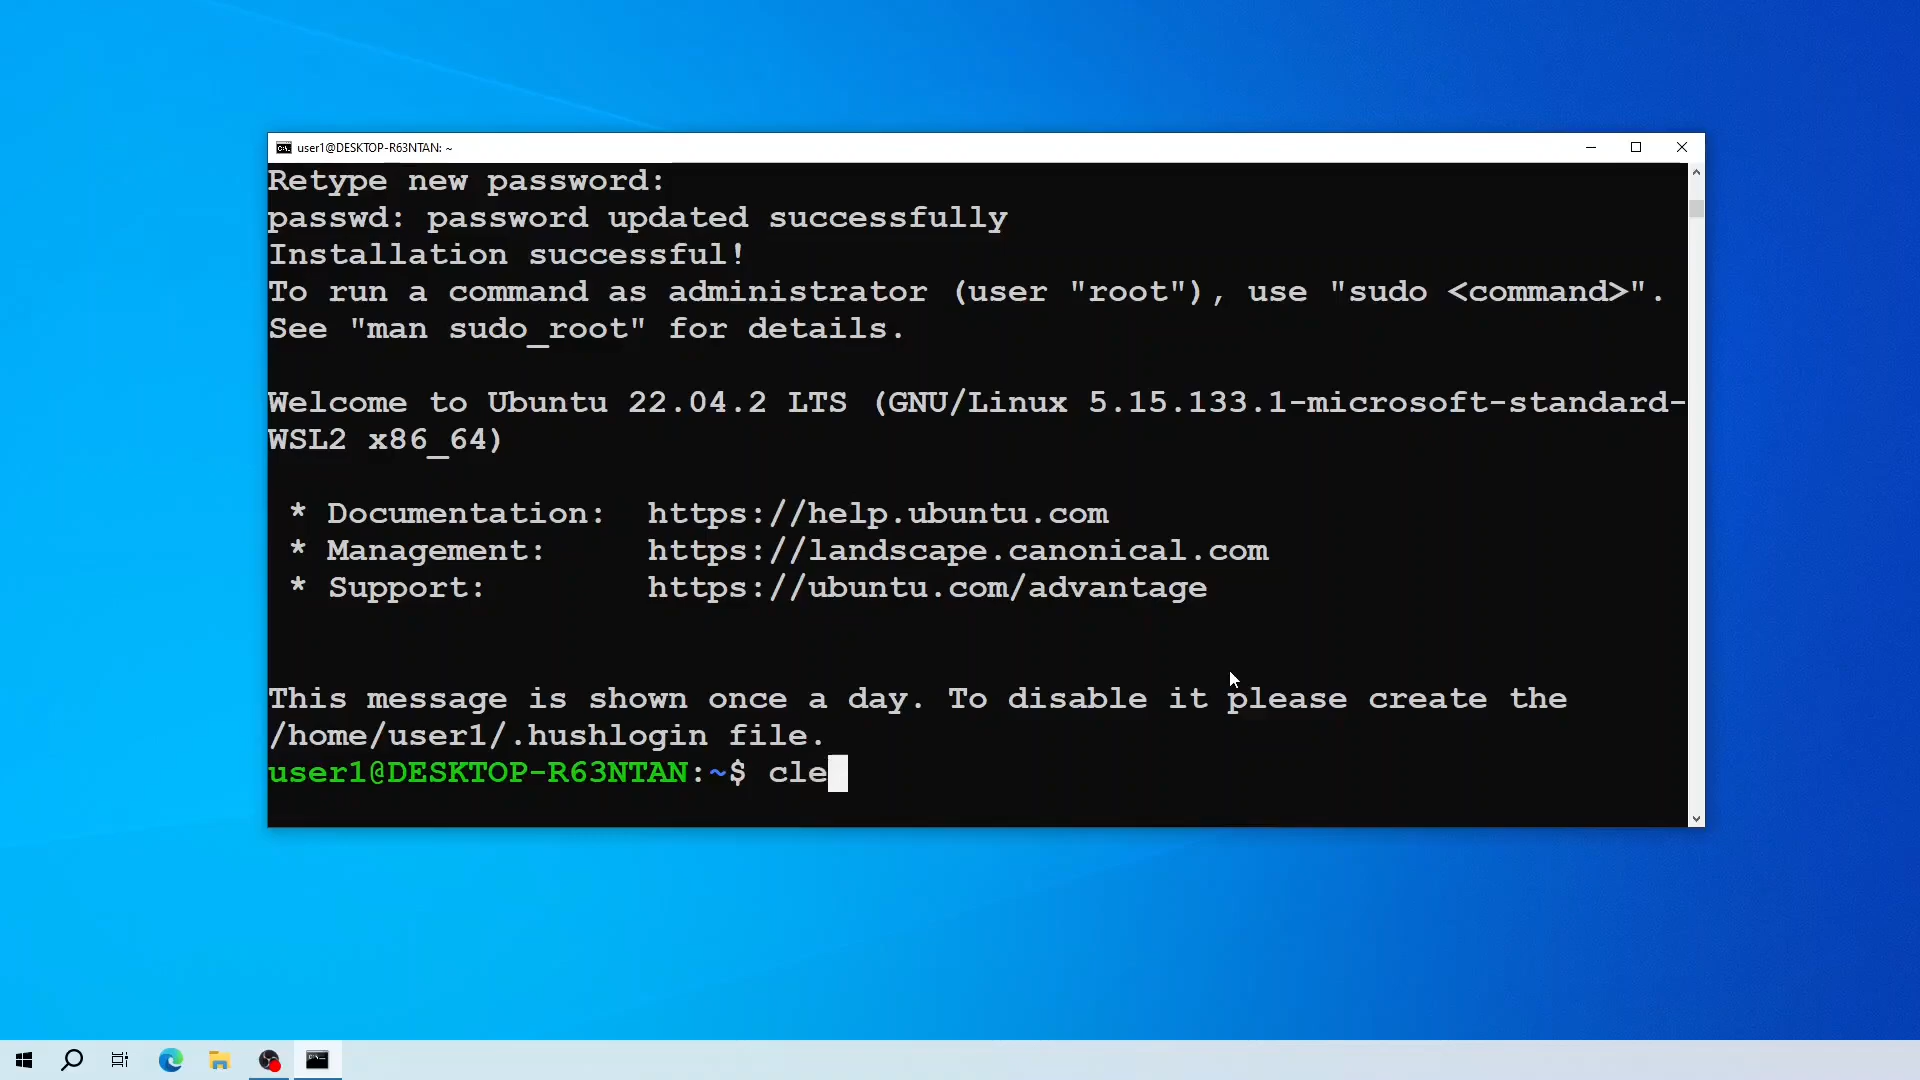 user1@DESKTOP-R63NTAN: ~
Retype new password:
passwd: password updated successfully
Installation successful!
To run a command as administrator (user "root"), use "sudo <command>".
See "man sudo_root" for details.
Welcome to Ubuntu 22.04.2 LTS (GNU/Linux 5.15.133.1-microsoft-standard-
WSL2 x86_64)
* Documentation: https://help.ubuntu.com
* Management: https://landscape.canonical.com
* Support: https://ubuntu.com/advantage
This message is shown once a day. To disable it please create the
/home/user1/.hushlogin file.
user1@DESKTOP-R63NTAN:~$ cle